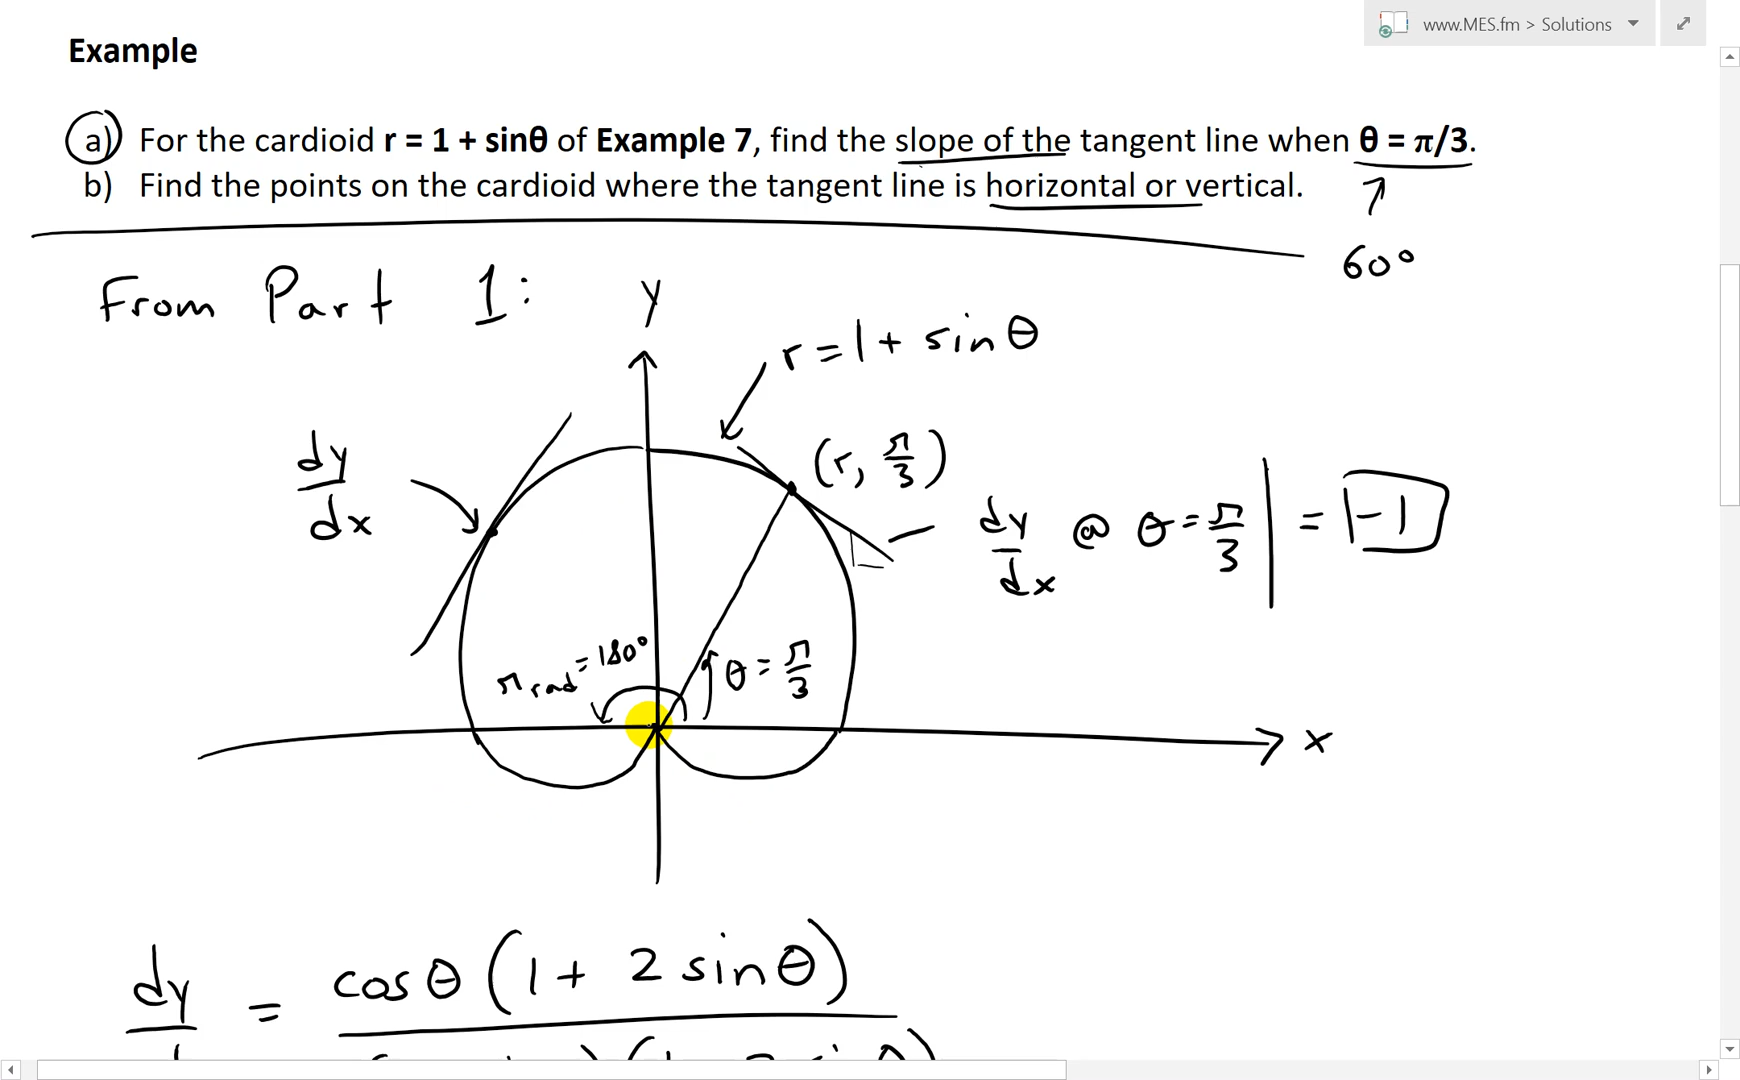 www.MES.fm > Solutions
Example
a) For the cardioid r = 1 + sinθ of Example 7, find the slope of the tangent line when θ = π/3.
b) Find the points on the cardioid where the tangent line is horizontal or vertical.
60°
From Part 1:
y
r = 1 + sin θ
dy/dx
(r, π/3)
dy/dx @ θ = π/3 | = -1
π rad = 180°
θ = π/3
x
dy
= cos θ (1 + 2 sin θ)